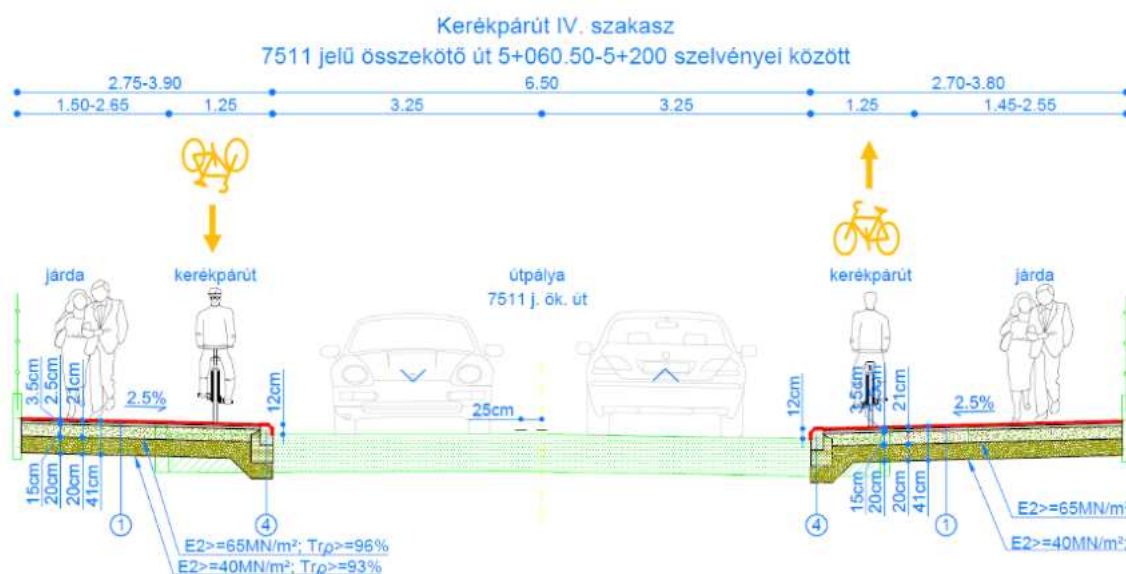 Kerékpárút IV. szakasz
7511 jelű összekötő út 5+060.50-5+200 szelvényei között
2.75-3.90 6.50 2.70-3.80
1.50-2.65 1.25 3.25 3.25 1.25 1.45-2.55
járda kerékpárút útpálya kerékpárút járda
7511 j. ök. út
3.5cm 2.5cm 21cm 2.5% 12cm 25cm 12cm 3.5cm 21cm 2.5%
15cm 20cm 20cm 41cm 15cm 20cm 20cm 41cm
1 4 4 1
E2>=65MN/m²; Trρ>=96% E2>=65MN/m²
E2>=40MN/m²; Trρ>=93% E2>=40MN/m²;